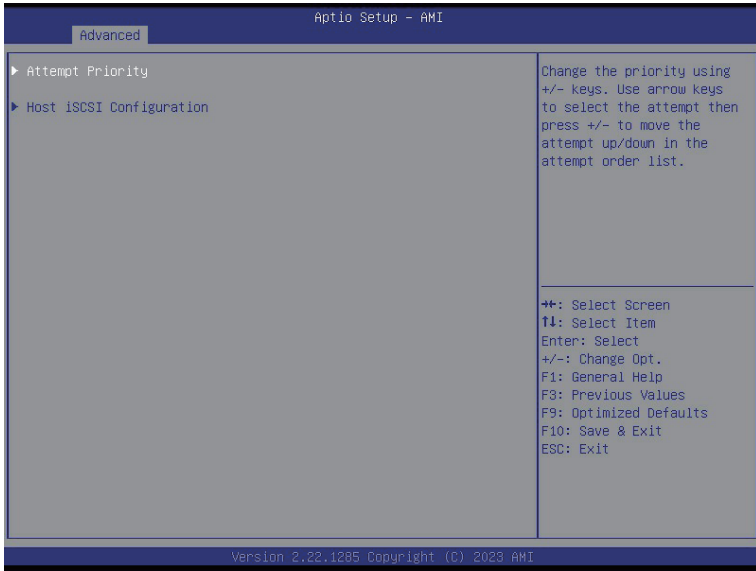 Aptio Setup – AMI
Advanced
▶ Attempt Priority
▶ Host iSCSI Configuration
Change the priority using
+/- keys. Use arrow keys
to select the attempt then
press +/- to move the
attempt up/down in the
attempt order list.
→←: Select Screen
↑↓: Select Item
Enter: Select
+/-: Change Opt.
F1: General Help
F3: Previous Values
F9: Optimized Defaults
F10: Save & Exit
ESC: Exit
Version 2.22.1285 Copyright (C) 2023 AMI